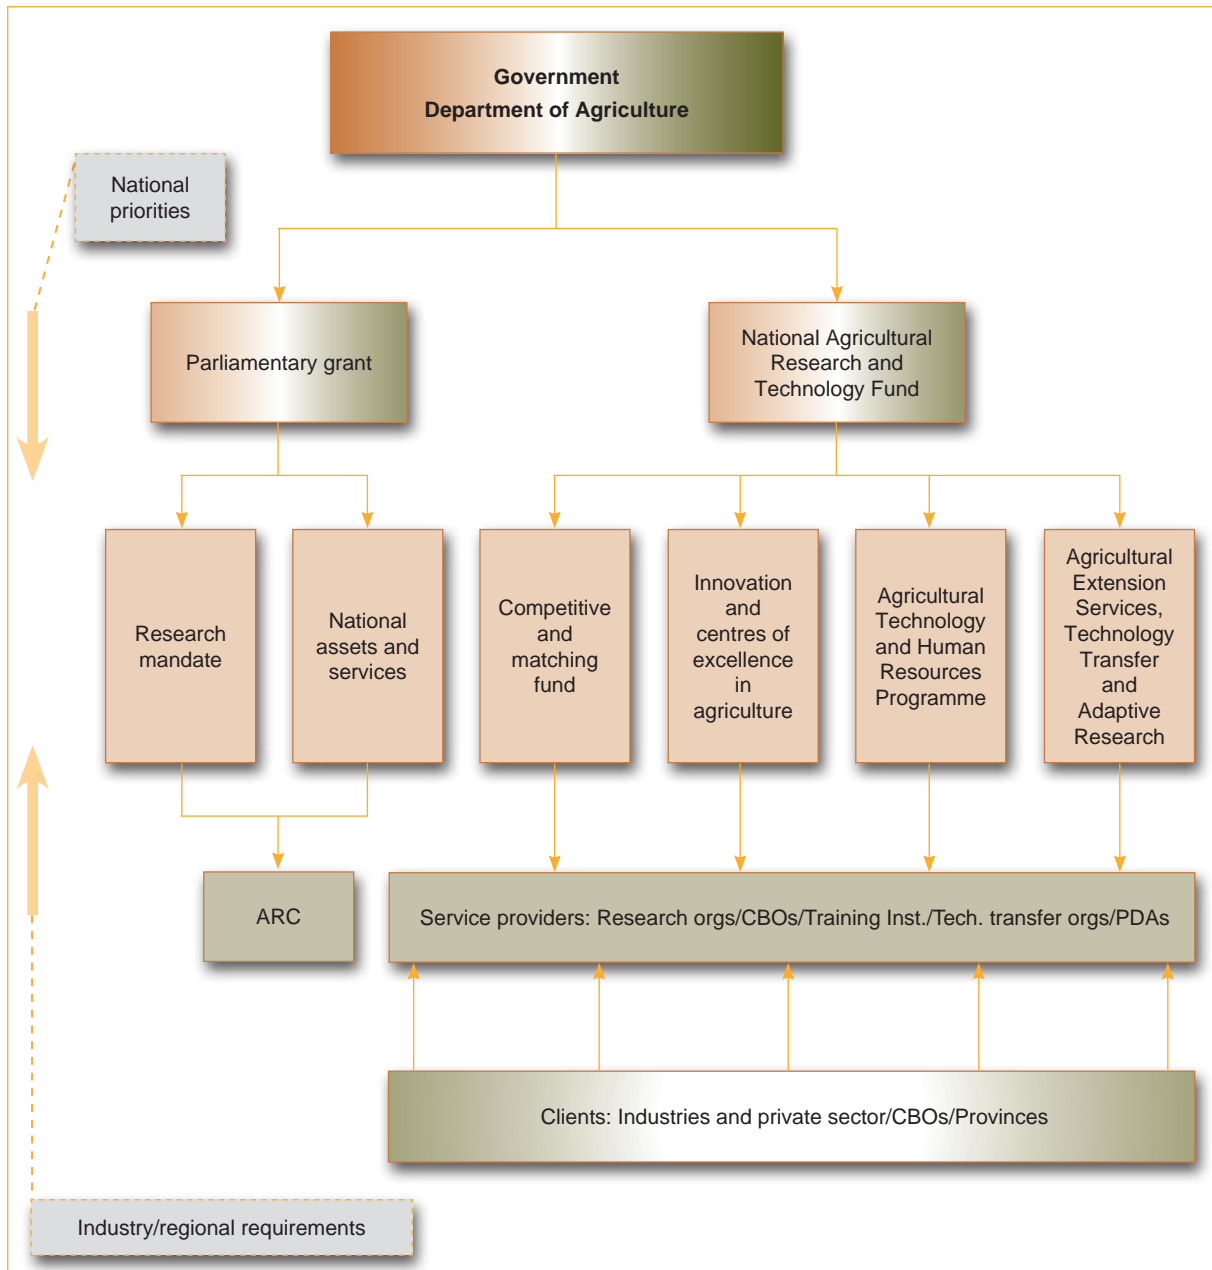 Government
Department of Agriculture
National
priorities
Parliamentary grant
National Agricultural
Research and
Technology Fund
Research
mandate
National
assets and
services
Competitive
and
matching
fund
Innovation
and
centres of
excellence
in
agriculture
Agricultural
Technology
and Human
Resources
Programme
Agricultural
Extension
Services,
Technology
Transfer
and
Adaptive
Research
ARC
Service providers: Research orgs/CBOs/Training Inst./Tech. transfer orgs/PDAs
Clients: Industries and private sector/CBOs/Provinces
Industry/regional requirements